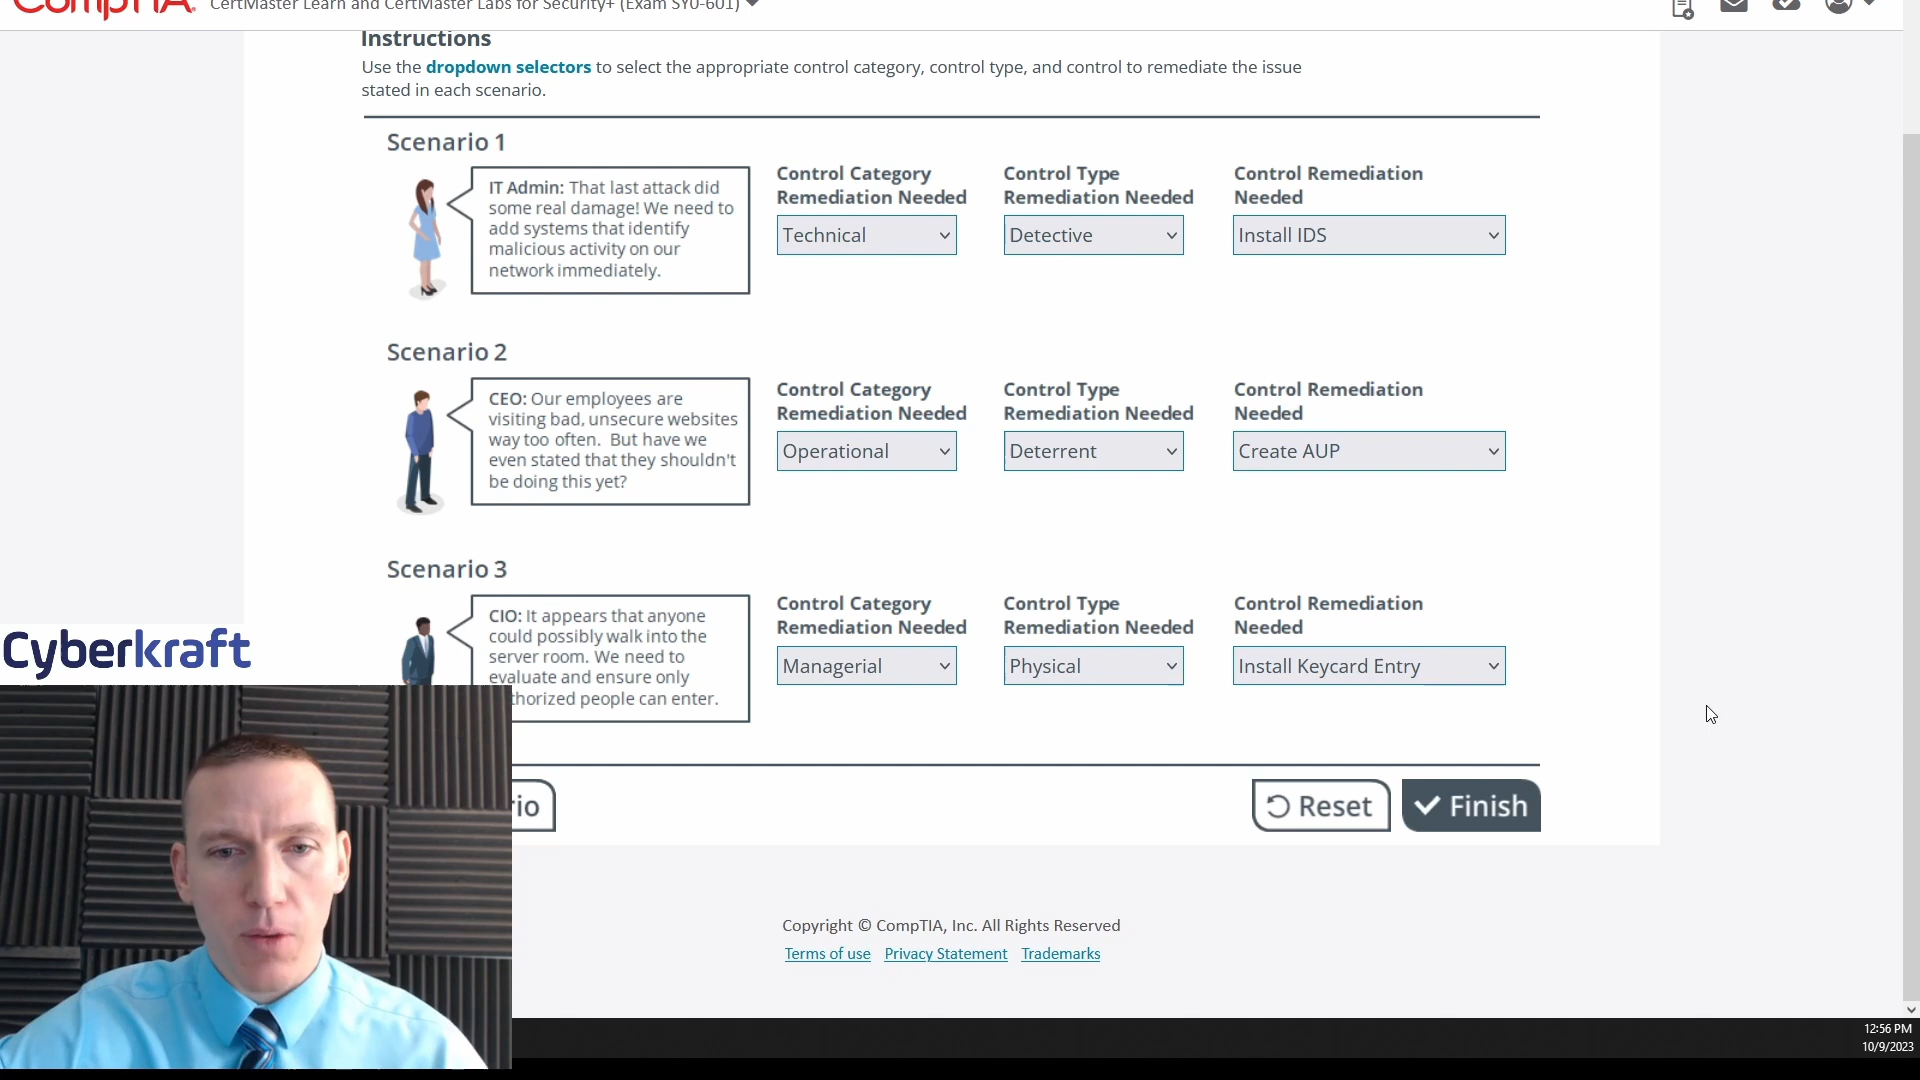 CompTIA.
CertMaster Learn and CertMaster Labs for Security+ (Exam SY0-601)
Instructions
Use the dropdown selectors to select the appropriate control category, control type, and control to remediate the issue
stated in each scenario.
Scenario 1
IT Admin: That last attack did
some real damage! We need to
add systems that identify
malicious activity on our
network immediately.
Control Category
Remediation Needed
Technical
Control Type
Remediation Needed
Detective
Control Remediation
Needed
Install IDS
Scenario 2
CEO: Our employees are
visiting bad, unsecure websites
way too often. But have we
even stated that they shouldn't
be doing this yet?
Control Category
Remediation Needed
Operational
Control Type
Remediation Needed
Deterrent
Control Remediation
Needed
Create AUP
Scenario 3
CIO: It appears that anyone
could possibly walk into the
server room. We need to
evaluate and ensure only
thorized people can enter.
Control Category
Remediation Needed
Managerial
Control Type
Remediation Needed
Physical
Control Remediation
Needed
Install Keycard Entry
Cyberkraft
io
Reset
Finish
Copyright © CompTIA, Inc. All Rights Reserved
Terms of use Privacy Statement Trademarks
12:56 PM
10/9/2023